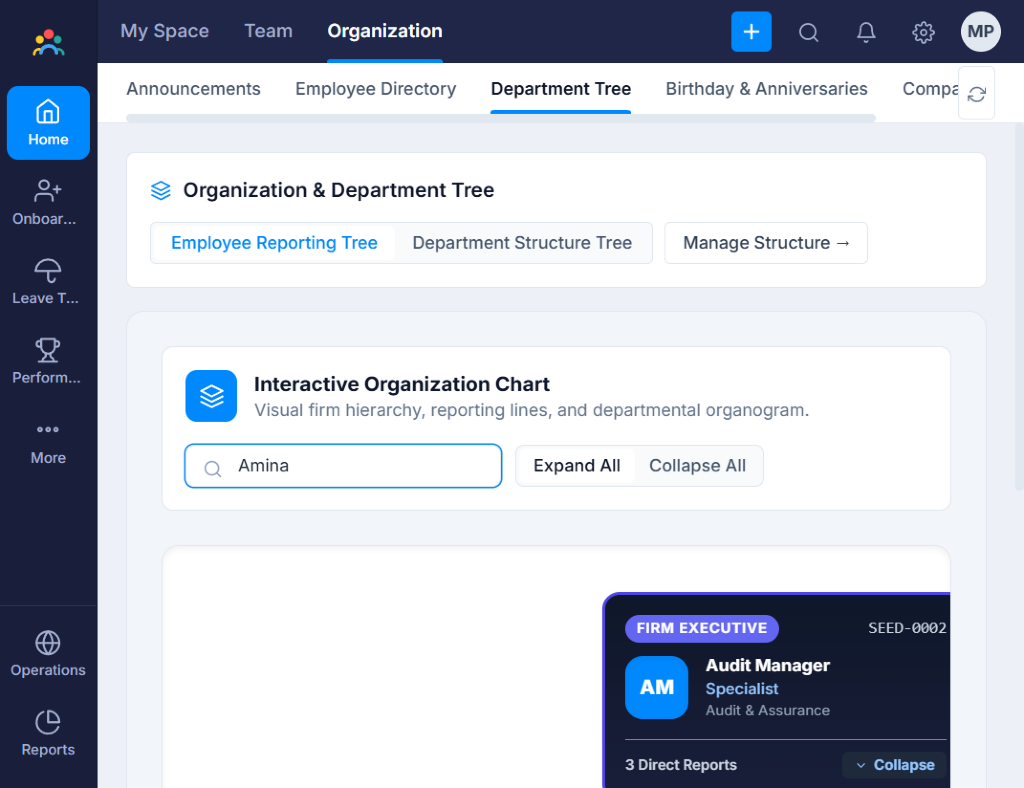 My Space Team Organization MP
Announcements Employee Directory Department Tree Birthday & Anniversaries Compa
Home
Onboar...
Leave T...
Perform...
More
Operations
Reports
Organization & Department Tree
Employee Reporting Tree Department Structure Tree Manage Structure →
Interactive Organization Chart
Visual firm hierarchy, reporting lines, and departmental organogram.
Amina Expand All Collapse All
FIRM EXECUTIVE SEED-0002
AM Audit Manager
Specialist
Audit & Assurance
3 Direct Reports Collapse